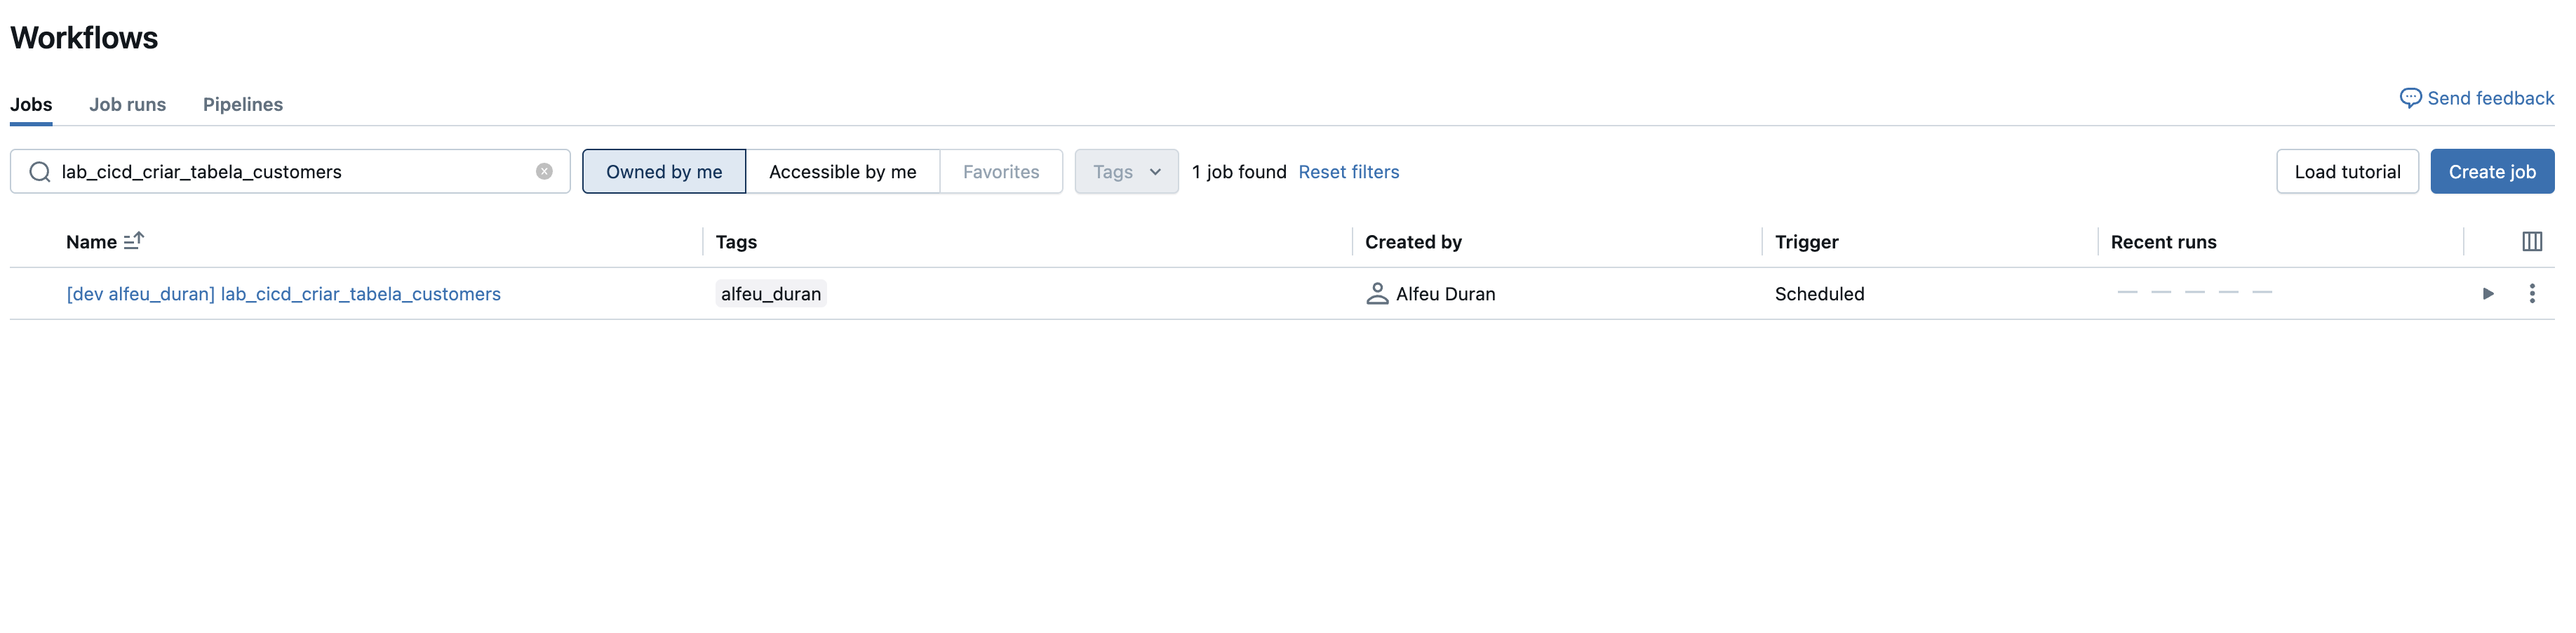 Workflows
Jobs Job runs Pipelines
Send feedback
lab_cicd_criar_tabela_customers Owned by me Accessible by me Favorites Tags 1 job found Reset filters Load tutorial Create job
Name Tags Created by Trigger Recent runs
[dev alfeu_duran] lab_cicd_criar_tabela_customers alfeu_duran Alfeu Duran Scheduled